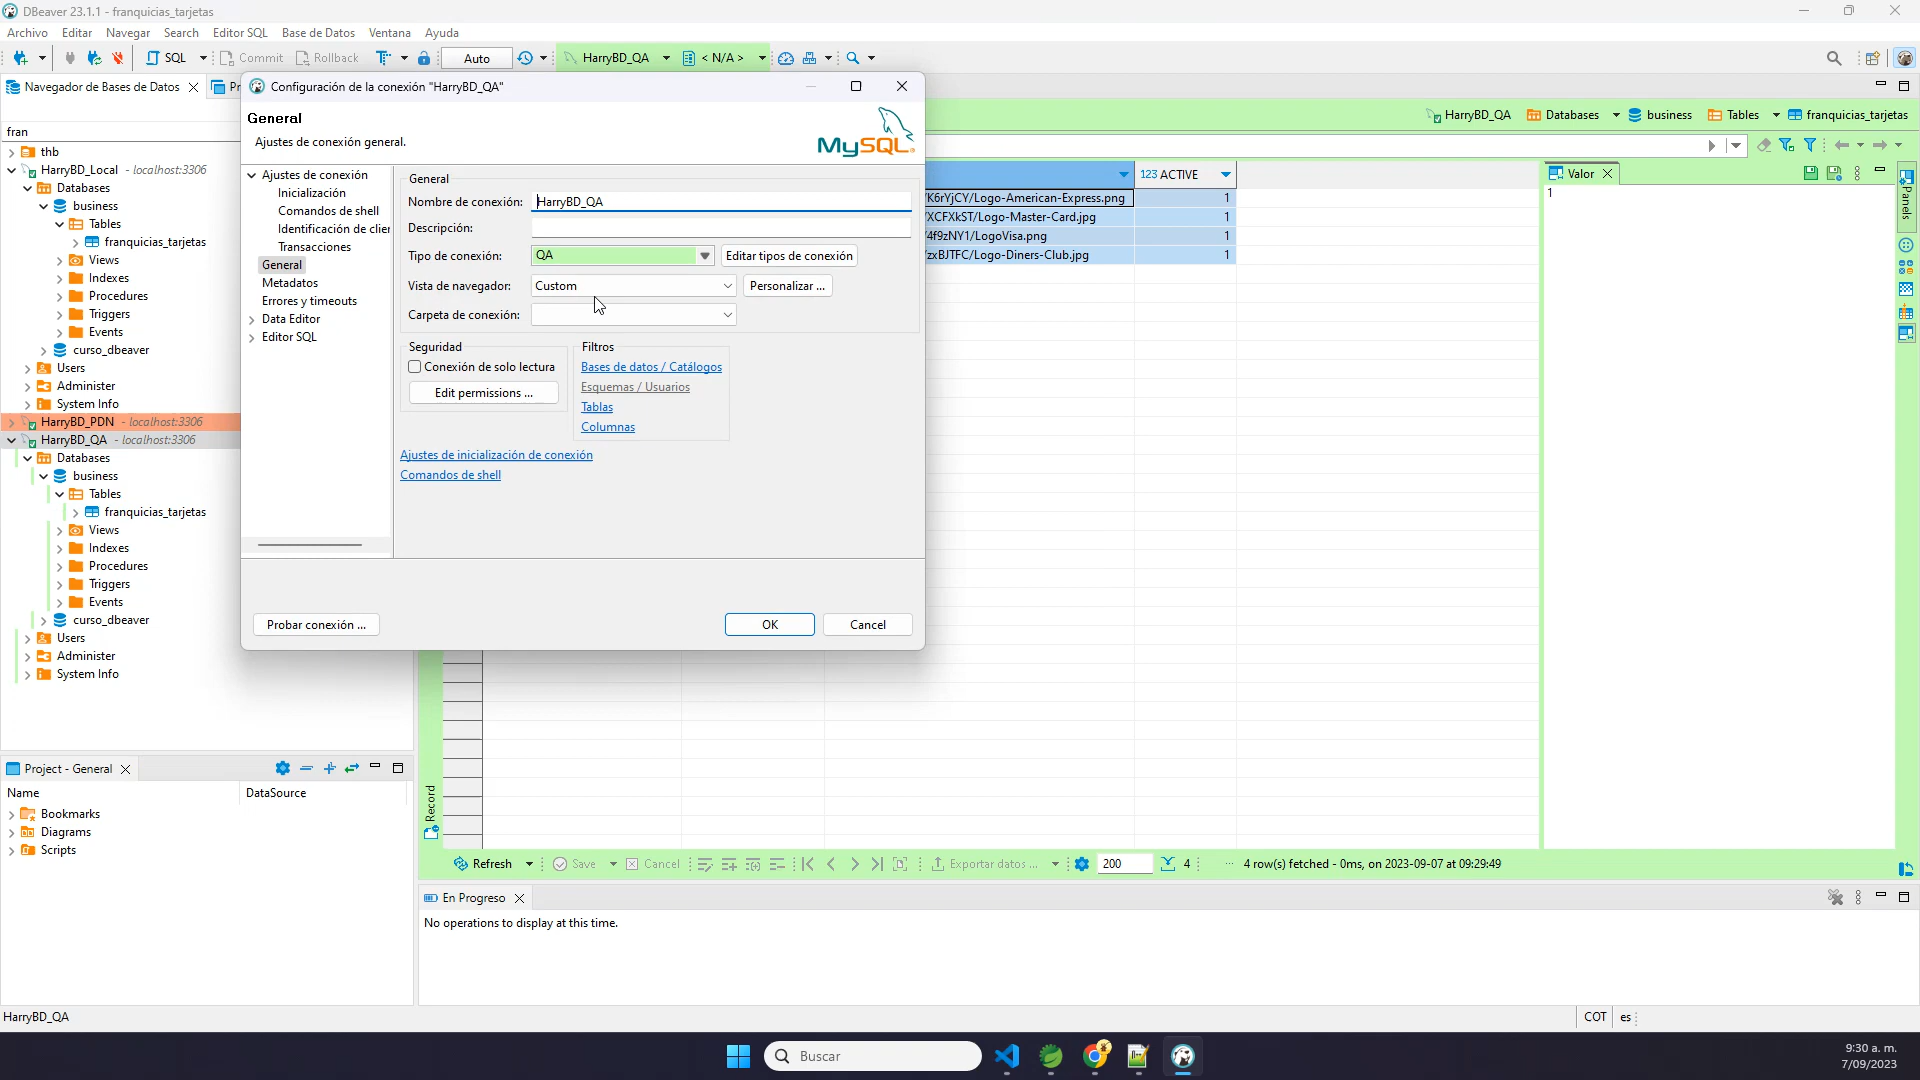 DBeaver 23.1.1 - franquicias_tarjetas
Archivo Editar Navegar Search Editor SQL Base de Datos Ventana Ayuda
SQL Commit Rollback Auto HarryBD_QA < N/A >
Navegador de Bases de Datos Pr
fran
thb
HarryBD_Local - localhost:3306
Databases
business
Tables
franquicias_tarjetas
Views
Indexes
Procedures
Triggers
Events
curso_dbeaver
Users
Administer
System Info
HarryBD_PDN - localhost:3306
HarryBD_QA - localhost:3306
Databases
business
Tables
franquicias_tarjetas
Views
Indexes
Procedures
Triggers
Events
curso_dbeaver
Users
Administer
System Info
Configuración de la conexión "HarryBD_QA"
General
Ajustes de conexión general.
MySQL
Ajustes de conexión
Inicialización
Comandos de shell
Identificación de clier
Transacciones
General
Metadatos
Errores y timeouts
Data Editor
Editor SQL
General
Nombre de conexión: HarryBD_QA
Descripción:
Tipo de conexión: QA Editar tipos de conexión
Vista de navegador: Custom Personalizar ...
Carpeta de conexión:
Seguridad
Conexión de solo lectura
Edit permissions ...
Filtros
Bases de datos / Catálogos
Esquemas / Usuarios
Tablas
Columnas
Ajustes de inicialización de conexión
Comandos de shell
Probar conexión ... OK Cancel
HarryBD_QA Databases business Tables franquicias_tarjetas
123 ACTIVE
/K6rYjCY/Logo-American-Express.png 1
/XCFXkST/Logo-Master-Card.jpg 1
/4f9zNY1/LogoVisa.png 1
/zxBJTFC/Logo-Diners-Club.jpg 1
Valor
1
Panels
Record
Refresh Save Cancel Exportar datos ... 200 4 ... 4 row(s) fetched - 0ms, on 2023-09-07 at 09:29:49
Project - General
Name DataSource
Bookmarks
Diagrams
Scripts
En Progreso
No operations to display at this time.
HarryBD_QA COT es
Buscar
9:30 a. m.
7/09/2023